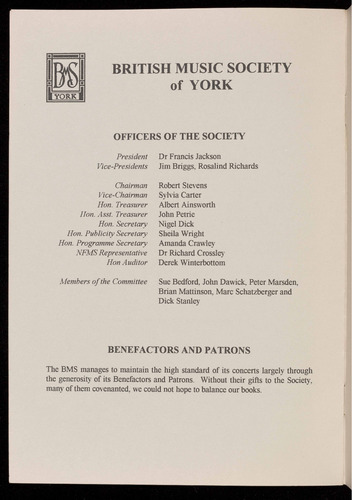 BMS
YORK
BRITISH MUSIC SOCIETY
of YORK
OFFICERS OF THE SOCIETY
President Dr Francis Jackson
Vice-Presidents Jim Briggs, Rosalind Richards
Chairman Robert Stevens
Vice-Chairman Sylvia Carter
Hon. Treasurer Albert Ainsworth
Hon. Asst. Treasurer John Petrie
Hon. Secretary Nigel Dick
Hon. Publicity Secretary Sheila Wright
Hon. Programme Secretary Amanda Crawley
NFMS Representative Dr Richard Crossley
Hon Auditor Derek Winterbottom
Members of the Committee Sue Bedford, John Dawick, Peter Marsden,
Brian Mattinson, Marc Schatzberger and
Dick Stanley
BENEFACTORS AND PATRONS
The BMS manages to maintain the high standard of its concerts largely through
the generosity of its Benefactors and Patrons. Without their gifts to the Society,
many of them covenanted, we could not hope to balance our books.